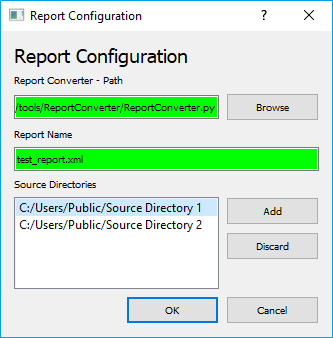 Report Configuration
Report Configuration
Report Converter - Path
/tools/ReportConverter/ReportConverter.py
Browse
Report Name
test_report.xml
Source Directories
C:/Users/Public/Source Directory 1
C:/Users/Public/Source Directory 2
Add
Discard
OK
Cancel